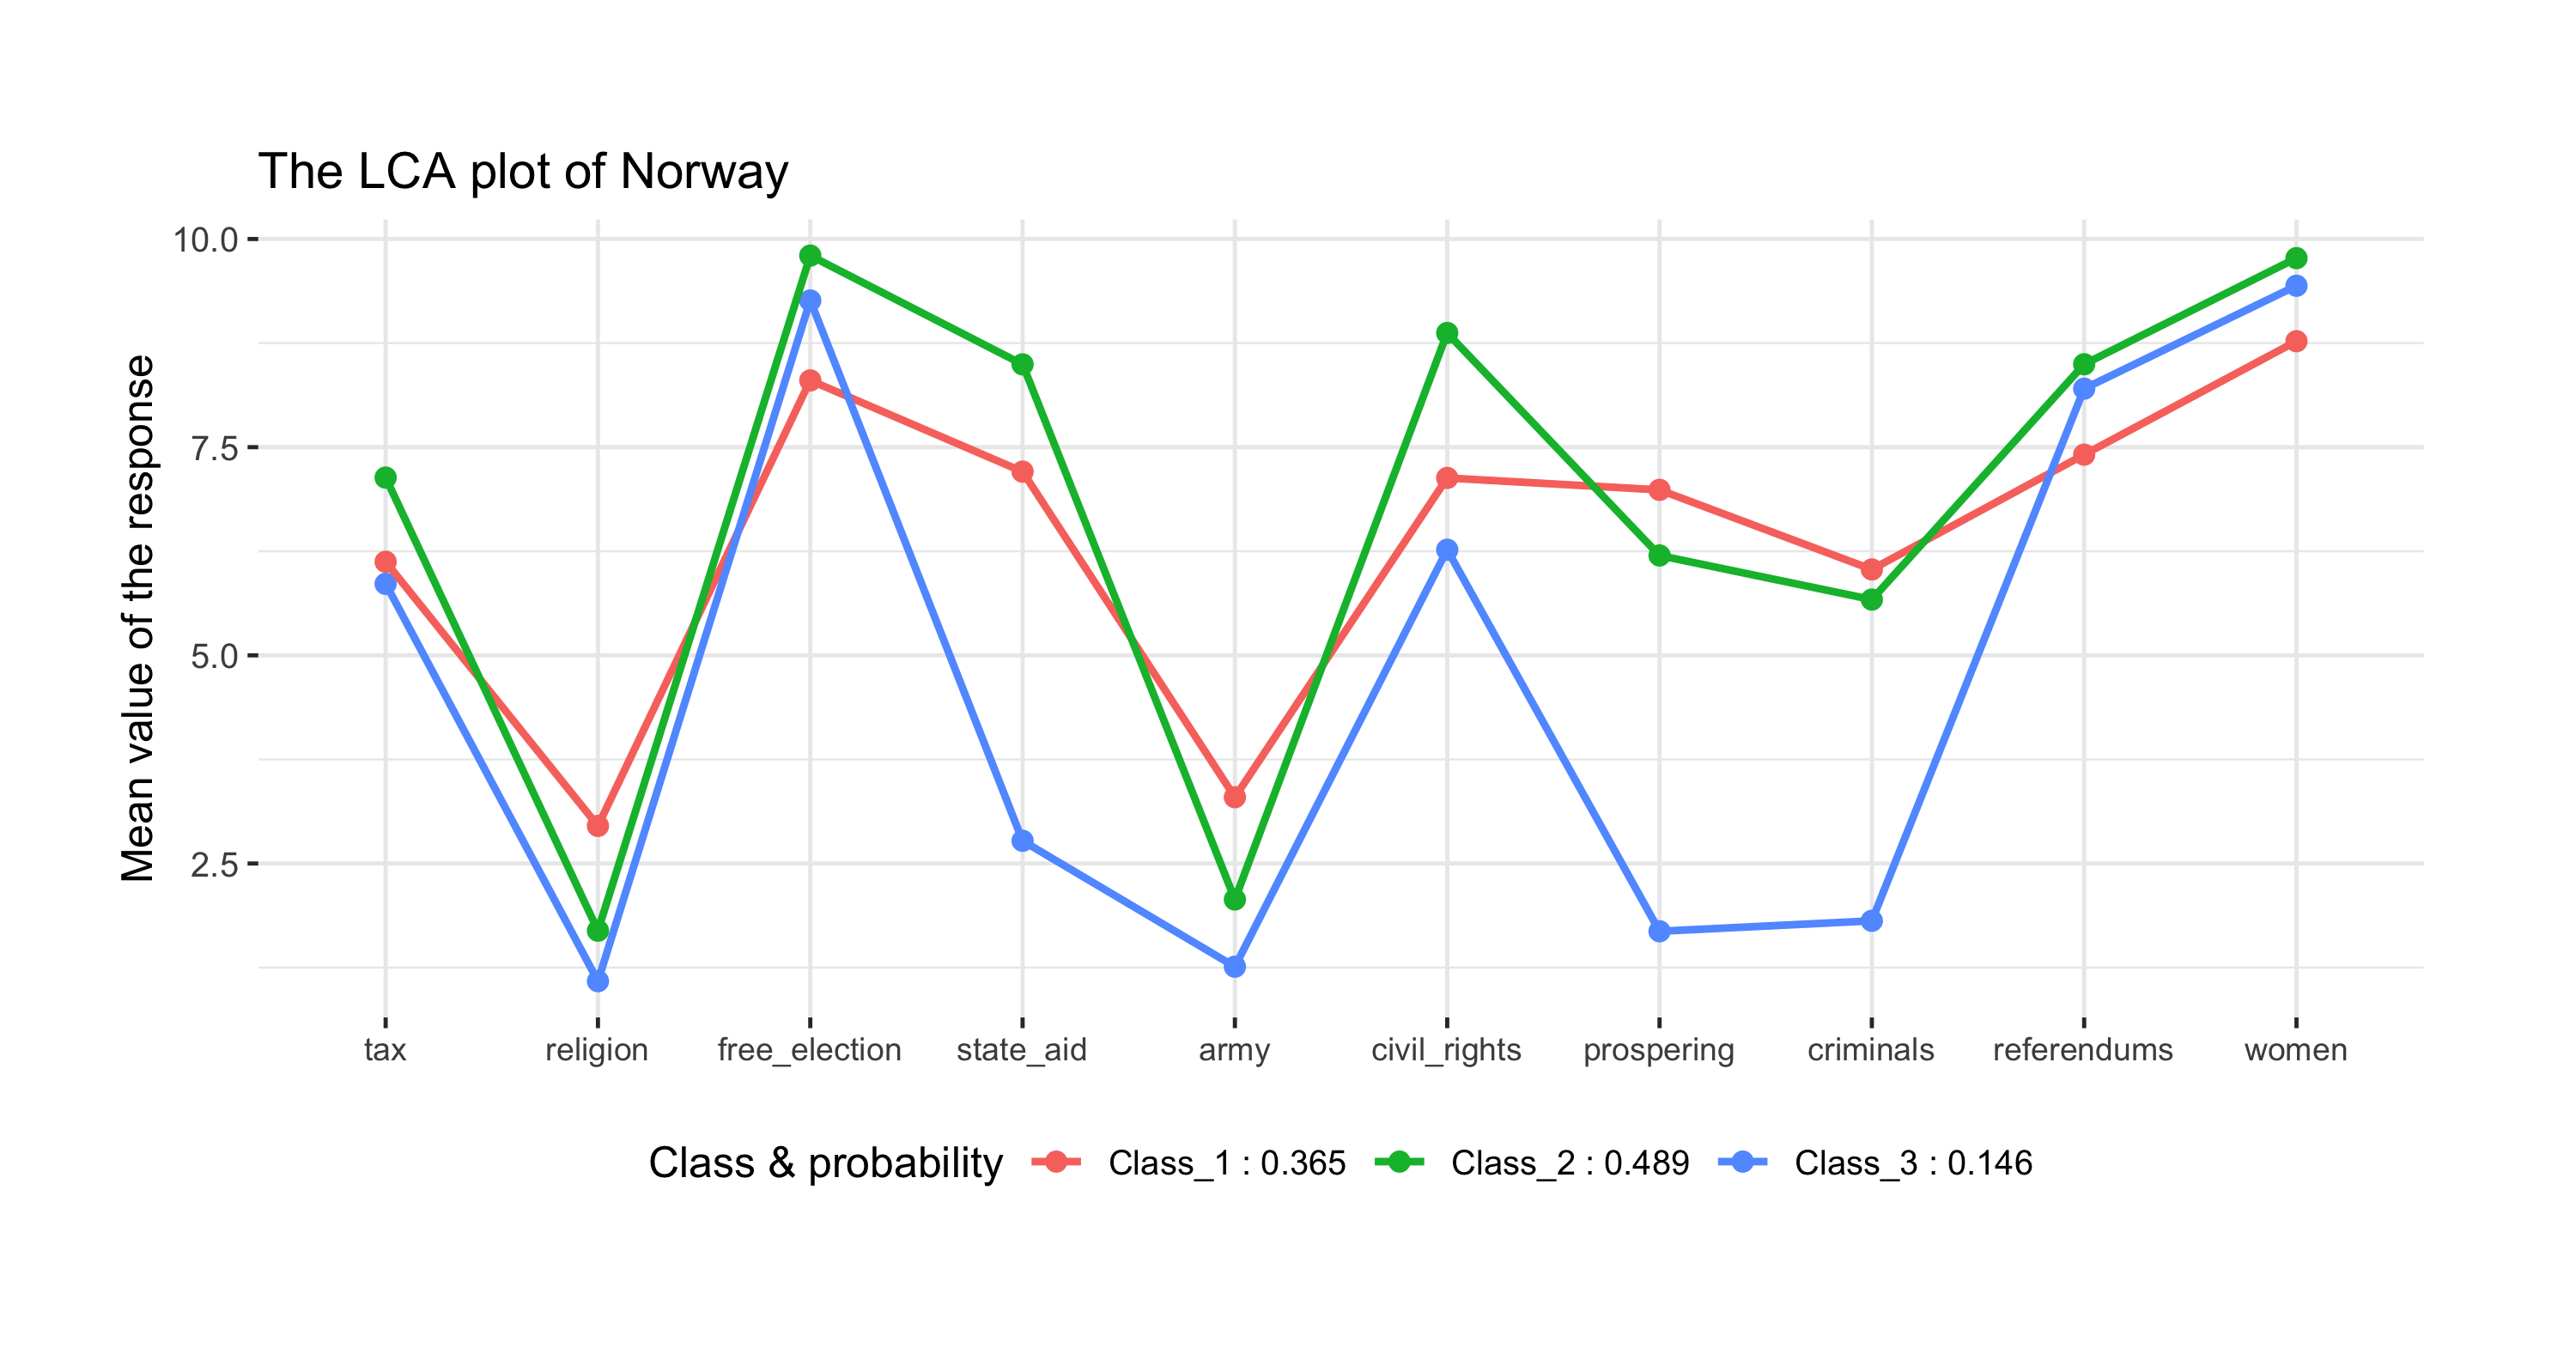 The LCA plot of Norway
Mean value of the response
10.0
7.5
5.0
2.5
tax religion free_election state_aid army civil_rights prospering criminals referendums women
Class & probability Class_1 : 0.365 Class_2 : 0.489 Class_3 : 0.146